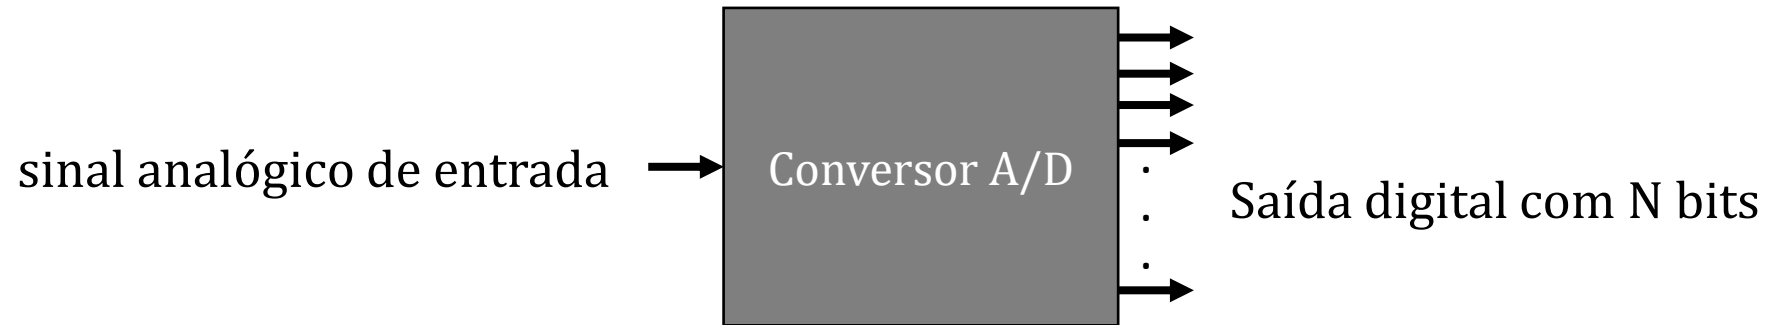 sinal analógico de entrada
Conversor A/D
Saída digital com N bits